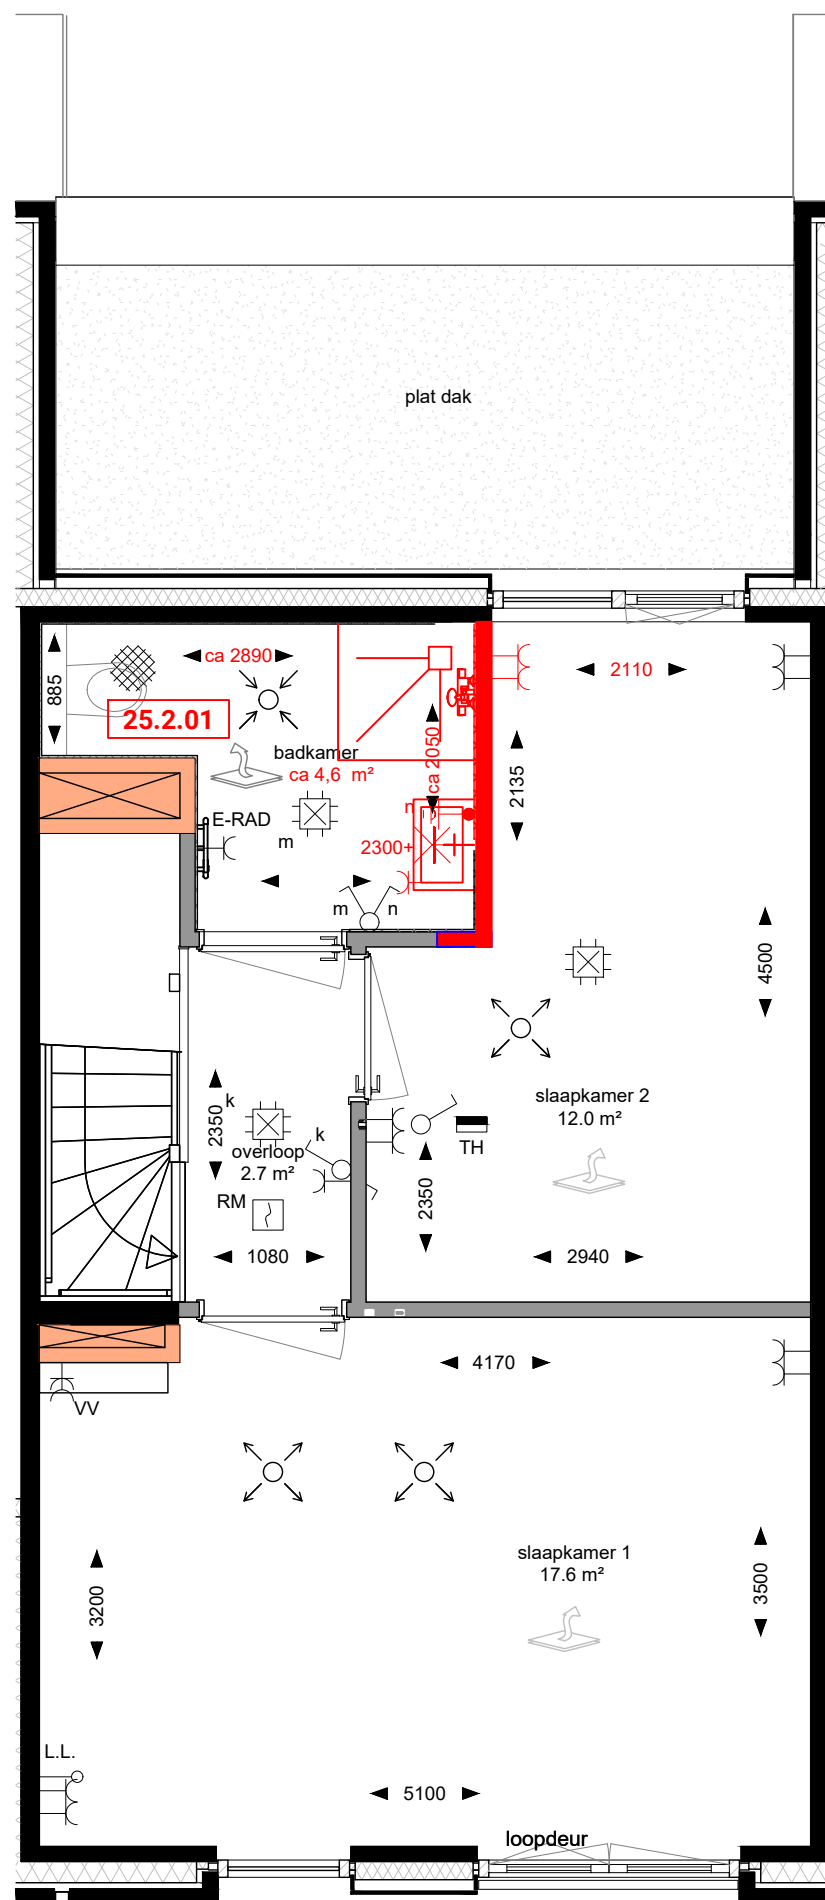 plat dak
ca 2890
2110
885
25.2.01
badkamer
ca 4,6 m²
ca 2050
2135
E-RAD
n
m
2300+
m
n
4500
k
2350
overloop
2.7 m²
k
slaapkamer 2
12.0 m²
TH
RM
2350
1080
2940
4170
VV
slaapkamer 1
17.6 m²
3200
3500
L.L.
5100
loopdeur